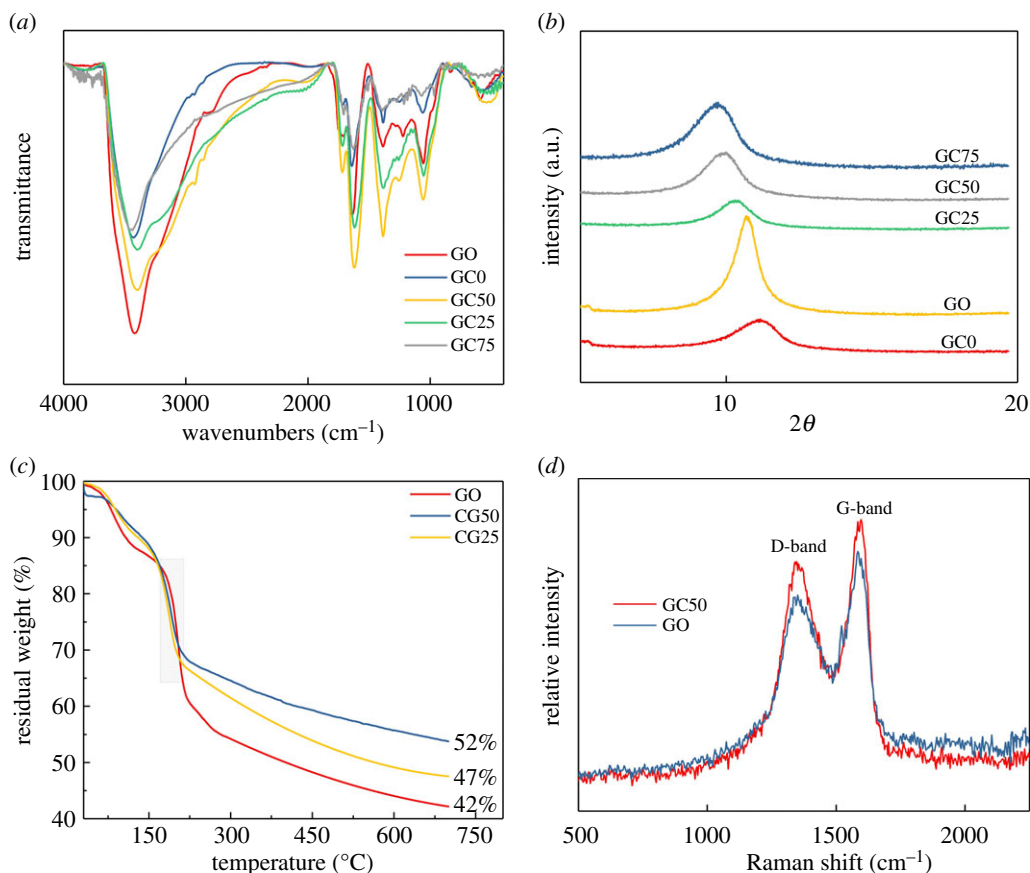 (a)
transmittance
GO
GC0
GC50
GC25
GC75
4000 3000 2000 1000
wavenumbers (cm⁻¹)
(b)
intensity (a.u.)
GC75
GC50
GC25
GO
GC0
10 20
2θ
(c)
residual weight (%)
100
90
80
70
60
50
40
GO
CG50
CG25
52%
47%
42%
150 300 450 600 750
temperature (°C)
(d)
relative intensity
G-band
D-band
GC50
GO
500 1000 1500 2000
Raman shift (cm⁻¹)